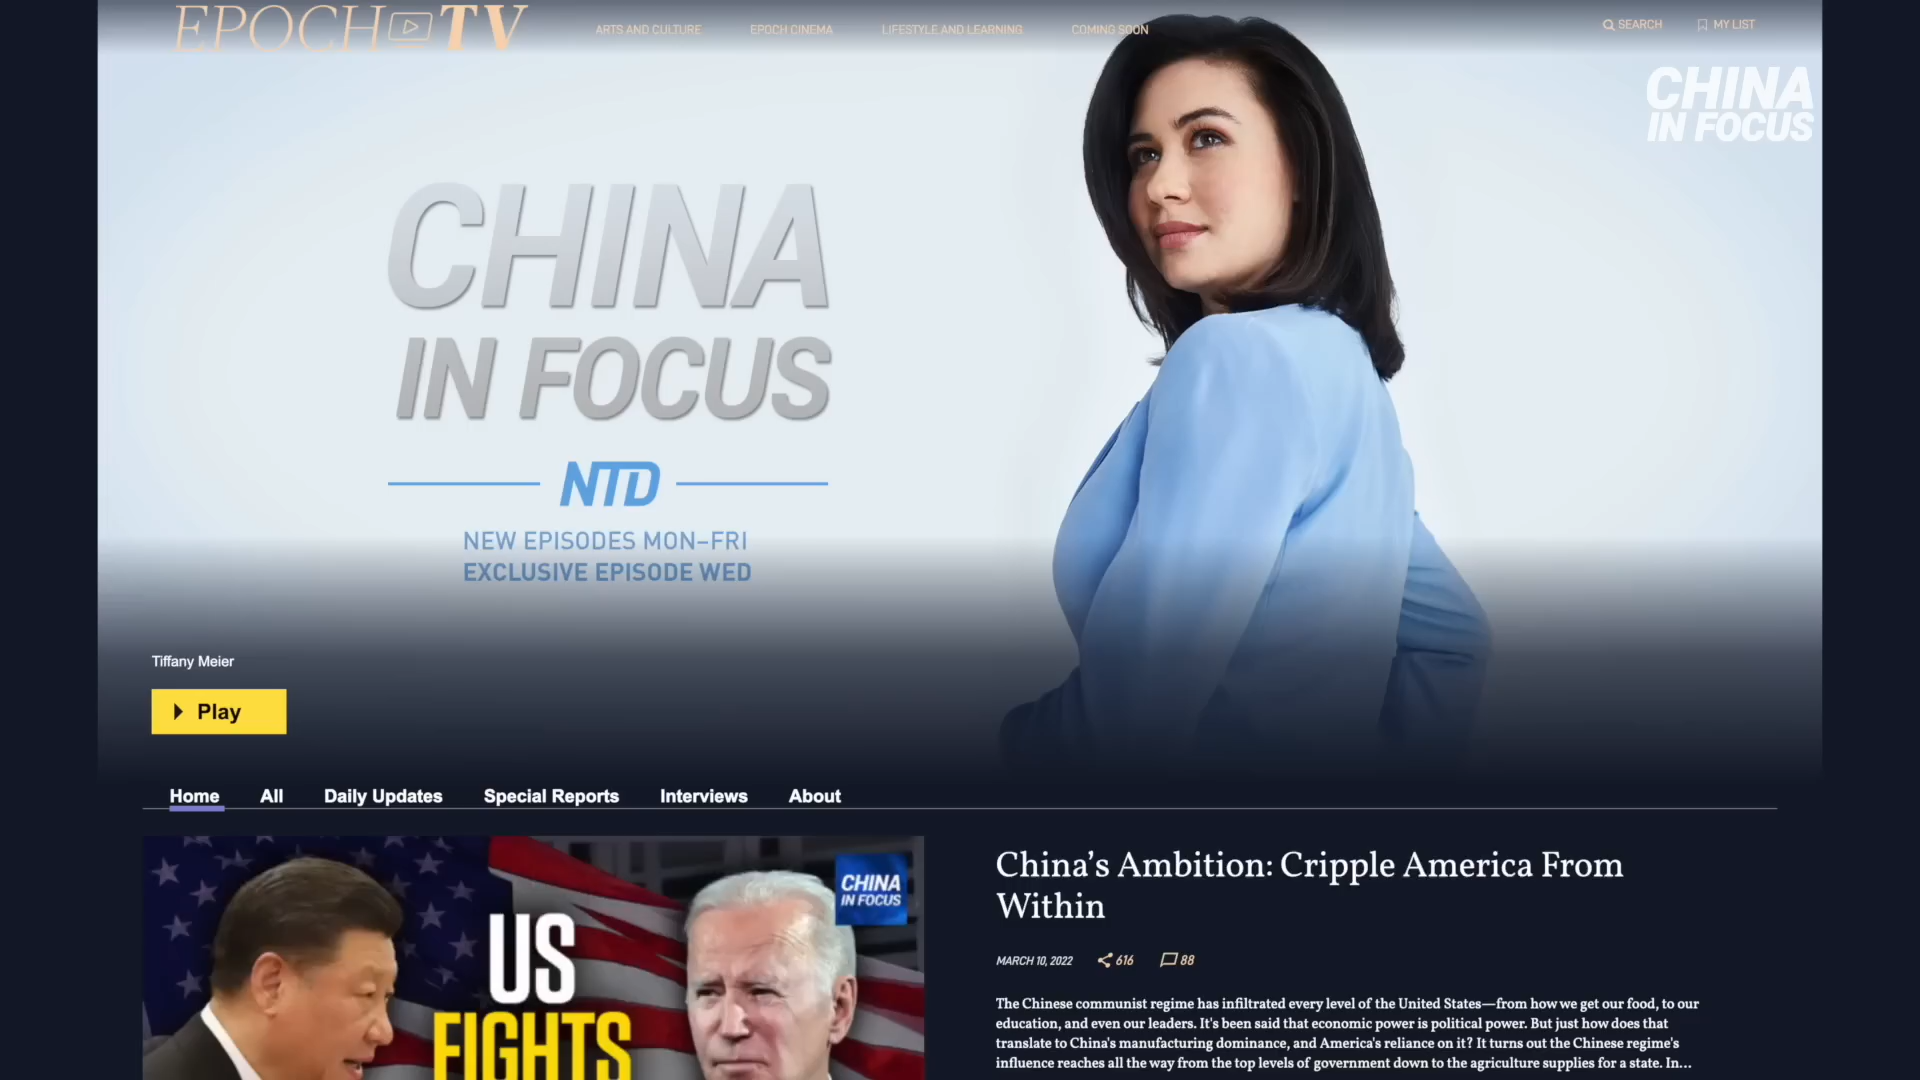 EPOCH TV
ARTS AND CULTURE
EPOCH CINEMA
LIFESTYLE AND LEARNING
COMING SOON
SEARCH
MY LIST
CHINA
IN FOCUS
CHINA
IN FOCUS
NTD
NEW EPISODES MON–FRI
EXCLUSIVE EPISODE WED
Tiffany Meier
Play
Home
All
Daily Updates
Special Reports
Interviews
About
CHINA
IN FOCUS
US
FIGHTS
China’s Ambition: Cripple America From
Within
MARCH 10, 2022
616
88
The Chinese communist regime has infiltrated every level of the United States—from how we get our food, to our
education, and even our leaders. It's been said that economic power is political power. But just how does that
translate to China's manufacturing dominance, and America's reliance on it? It turns out the Chinese regime's
influence reaches all the way from the top levels of government down to the agriculture supplies for a state. In...